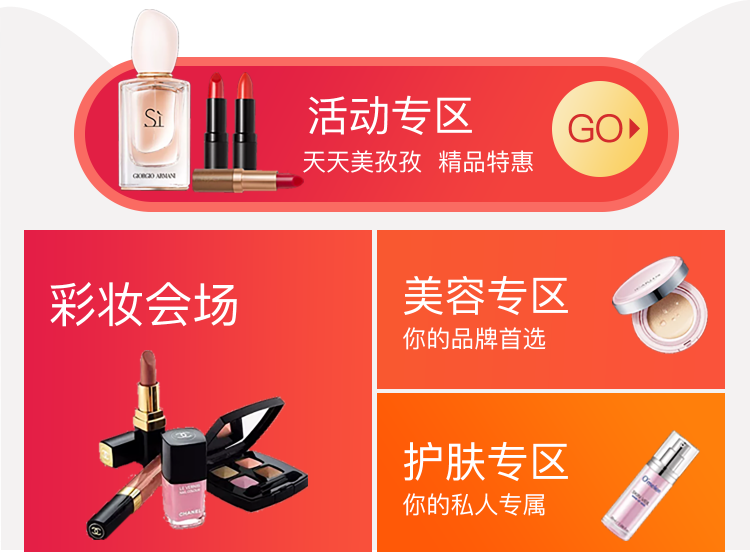 活动专区
天天美孜孜 精品特惠
GO
Sì
GIORGIO ARMANI
彩妆会场
美容专区
你的品牌首选
护肤专区
你的私人专属
CHANEL